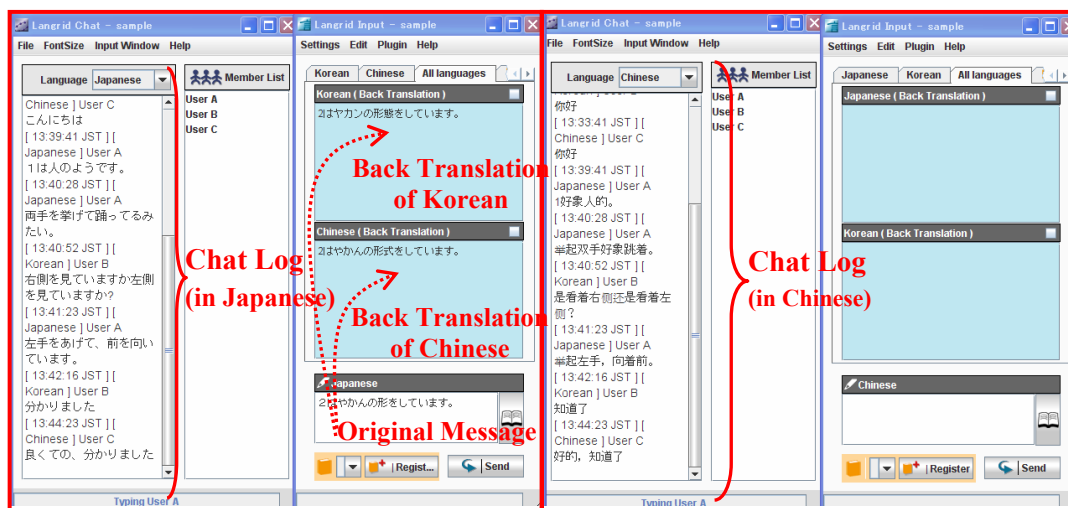 Langrid Chat - sample
File FontSize Input Window Help
Language Japanese
Member List
User A
User B
User C
Chinese ] User C
こんにちは
[ 13:39:41 JST ] [
Japanese ] User A
１は人のようです。
[ 13:40:28 JST ] [
Japanese ] User A
両手を挙げて踊ってるみ
たい。
[ 13:40:52 JST ] [
Korean ] User B
右側を見ていますか左側
を見ていますか?
[ 13:41:23 JST ] [
Japanese ] User A
左手をあげて、前を向い
ています。
[ 13:42:16 JST ] [
Korean ] User B
分かりました
[ 13:44:23 JST ] [
Chinese ] User C
良くての、分かりました
Typing User A
Chat Log
(in Japanese)
Langrid Input - sample
Settings Edit Plugin Help
Korean Chinese All languages
Korean ( Back Translation )
2はヤカンの形態をしています。
Back Translation
of Korean
Chinese ( Back Translation )
2はやかんの形式をしています。
Back Translation
of Chinese
Japanese
２はやかんの形をしています。
Original Message
Regist... Send
Langrid Chat - sample
File FontSize Input Window Help
Language Chinese
Member List
User A
User B
User C
你好
[ 13:33:41 JST ] [
Chinese ] User C
你好
[ 13:39:41 JST ] [
Japanese ] User A
1好象人的。
[ 13:40:28 JST ] [
Japanese ] User A
举起双手好象跳着。
[ 13:40:52 JST ] [
Korean ] User B
是看着右侧还是看着左
侧?
[ 13:41:23 JST ] [
Japanese ] User A
举起左手，向着前。
[ 13:42:16 JST ] [
Korean ] User B
知道了
[ 13:44:23 JST ] [
Chinese ] User C
好的，知道了
Typing User A
Chat Log
(in Chinese)
Langrid Input - sample
Settings Edit Plugin Help
Japanese Korean All languages
Japanese ( Back Translation )
Korean ( Back Translation )
Chinese
Register Send